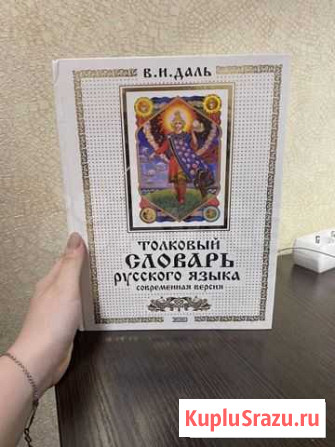 В.И.ДАЛЬ
ТОЛКОВЫЙ
СЛОВАРЬ
РУССКОГО ЯЗЫКА
СОВРЕМЕННАЯ ВЕРСИЯ
KupluSrazu.ru